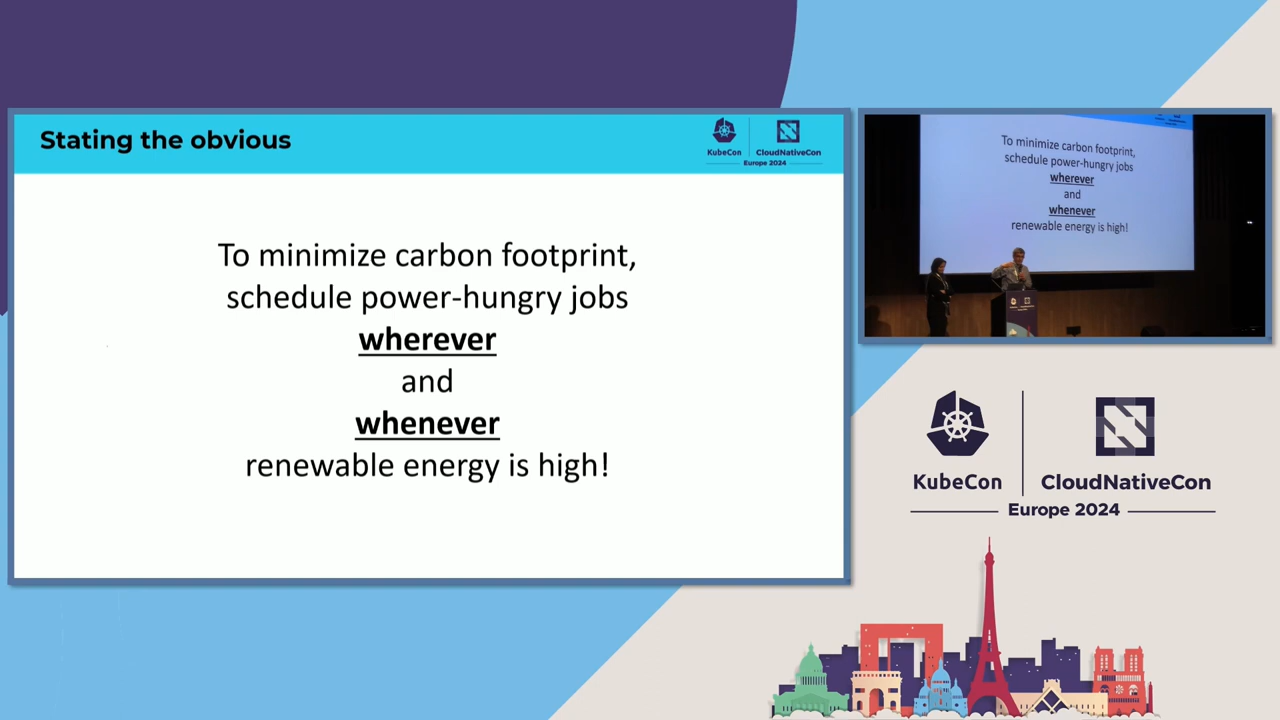 Stating the obvious
KubeCon
CloudNativeCon
Europe 2024
To minimize carbon footprint,
schedule power-hungry jobs
wherever
and
whenever
renewable energy is high!
To minimize carbon footprint,
schedule power-hungry jobs
wherever
and
whenever
renewable energy is high!
KubeCon
CloudNativeCon
Europe 2024